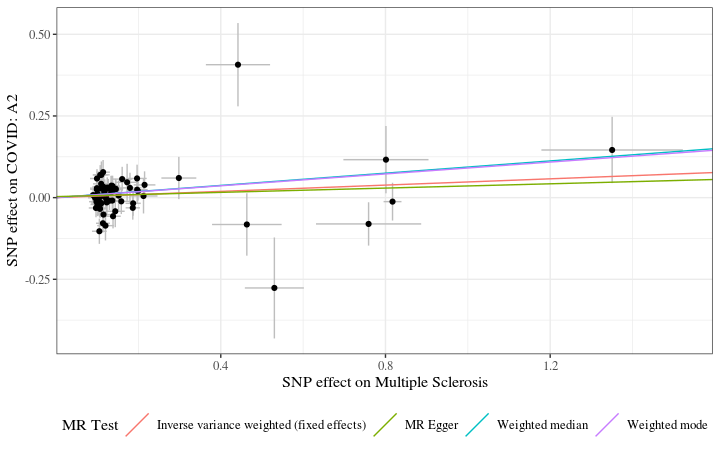 SNP effect on COVID: A2
0.50
0.25
0.00
-0.25
0.4
0.8
1.2
SNP effect on Multiple Sclerosis
MR Test
Inverse variance weighted (fixed effects)
MR Egger
Weighted median
Weighted mode